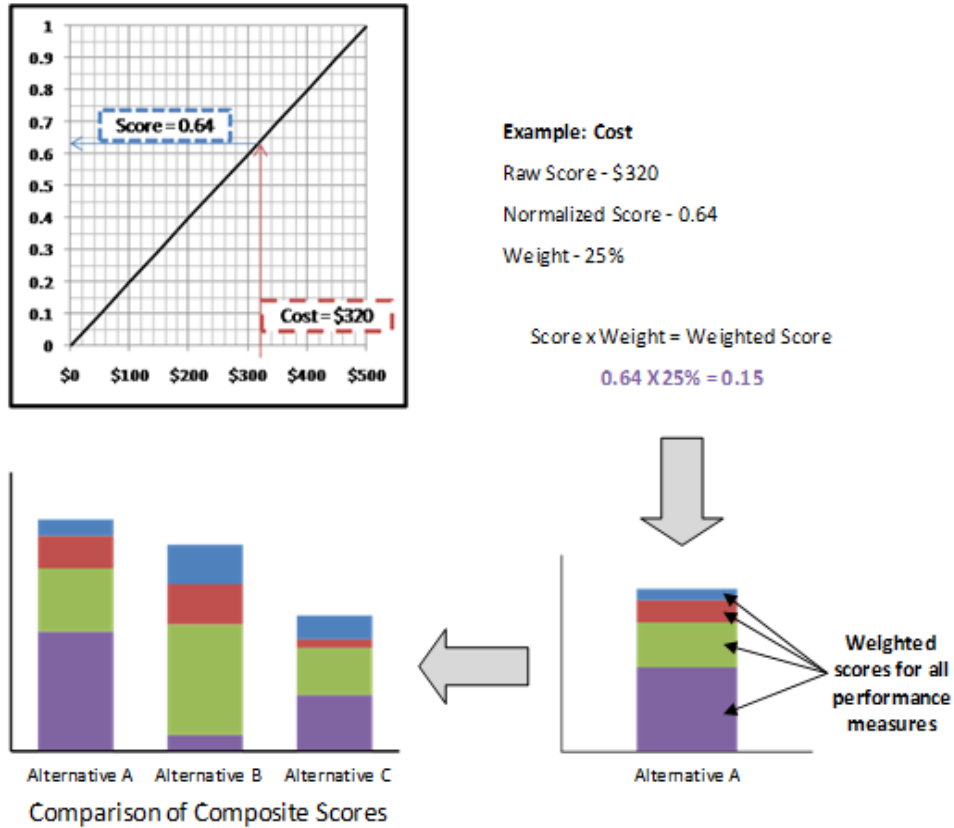 1
0.9
0.8
0.7
Score = 0.64
0.6
0.5
0.4
0.3
0.2
0.1
Cost = $320
0
$0 $100 $200 $300 $400 $500
Example: Cost
Raw Score - $320
Normalized Score - 0.64
Weight - 25%
Score x Weight = Weighted Score
0.64 X 25% = 0.15
Weighted
scores for all
performance
measures
Alternative A
Alternative A Alternative B Alternative C
Comparison of Composite Scores